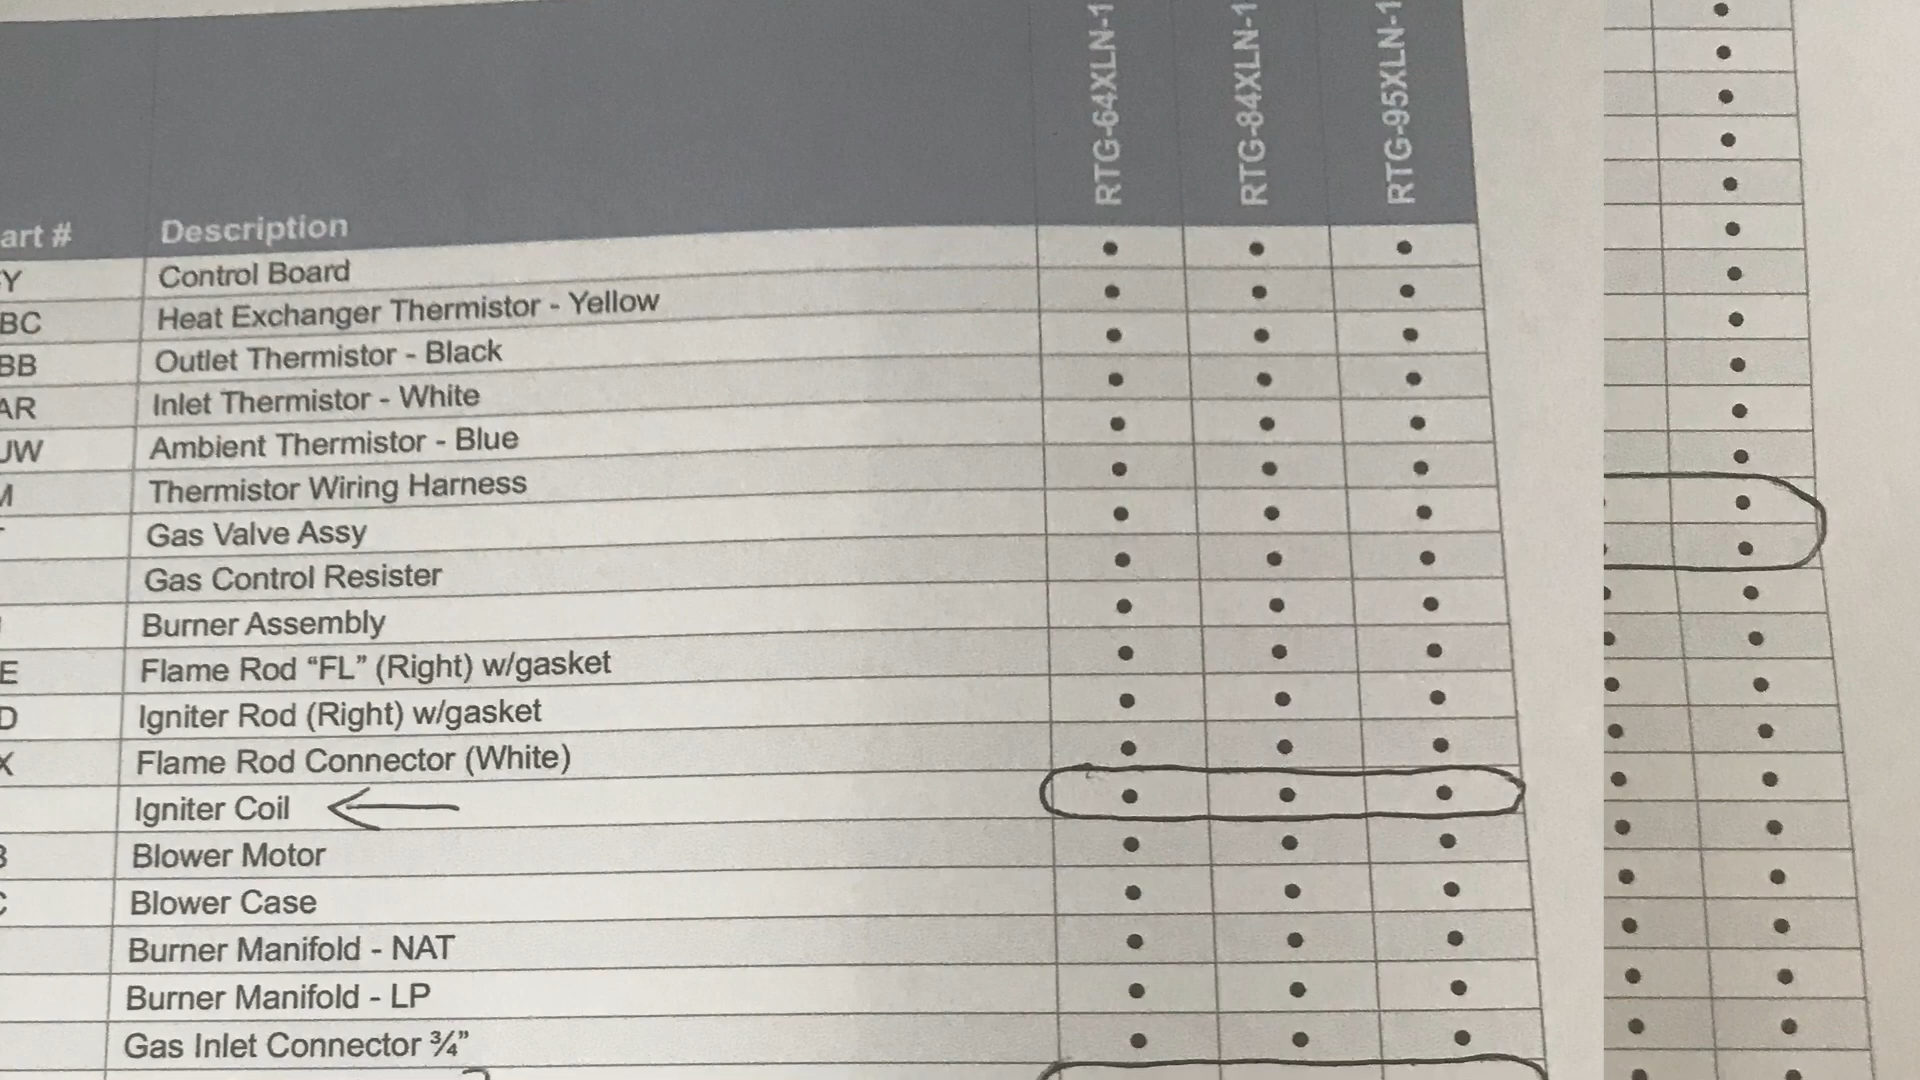 RTG-64XLN-1
RTG-84XLN-1
RTG-95XLN-1
art # Description
Y Control Board
BC Heat Exchanger Thermistor - Yellow
BB Outlet Thermistor - Black
AR Inlet Thermistor - White
UW Ambient Thermistor - Blue
M Thermistor Wiring Harness
Gas Valve Assy
Gas Control Resister
Burner Assembly
E Flame Rod “FL” (Right) w/gasket
D Igniter Rod (Right) w/gasket
X Flame Rod Connector (White)
Igniter Coil
B Blower Motor
C Blower Case
Burner Manifold - NAT
Burner Manifold - LP
Gas Inlet Connector ¾”